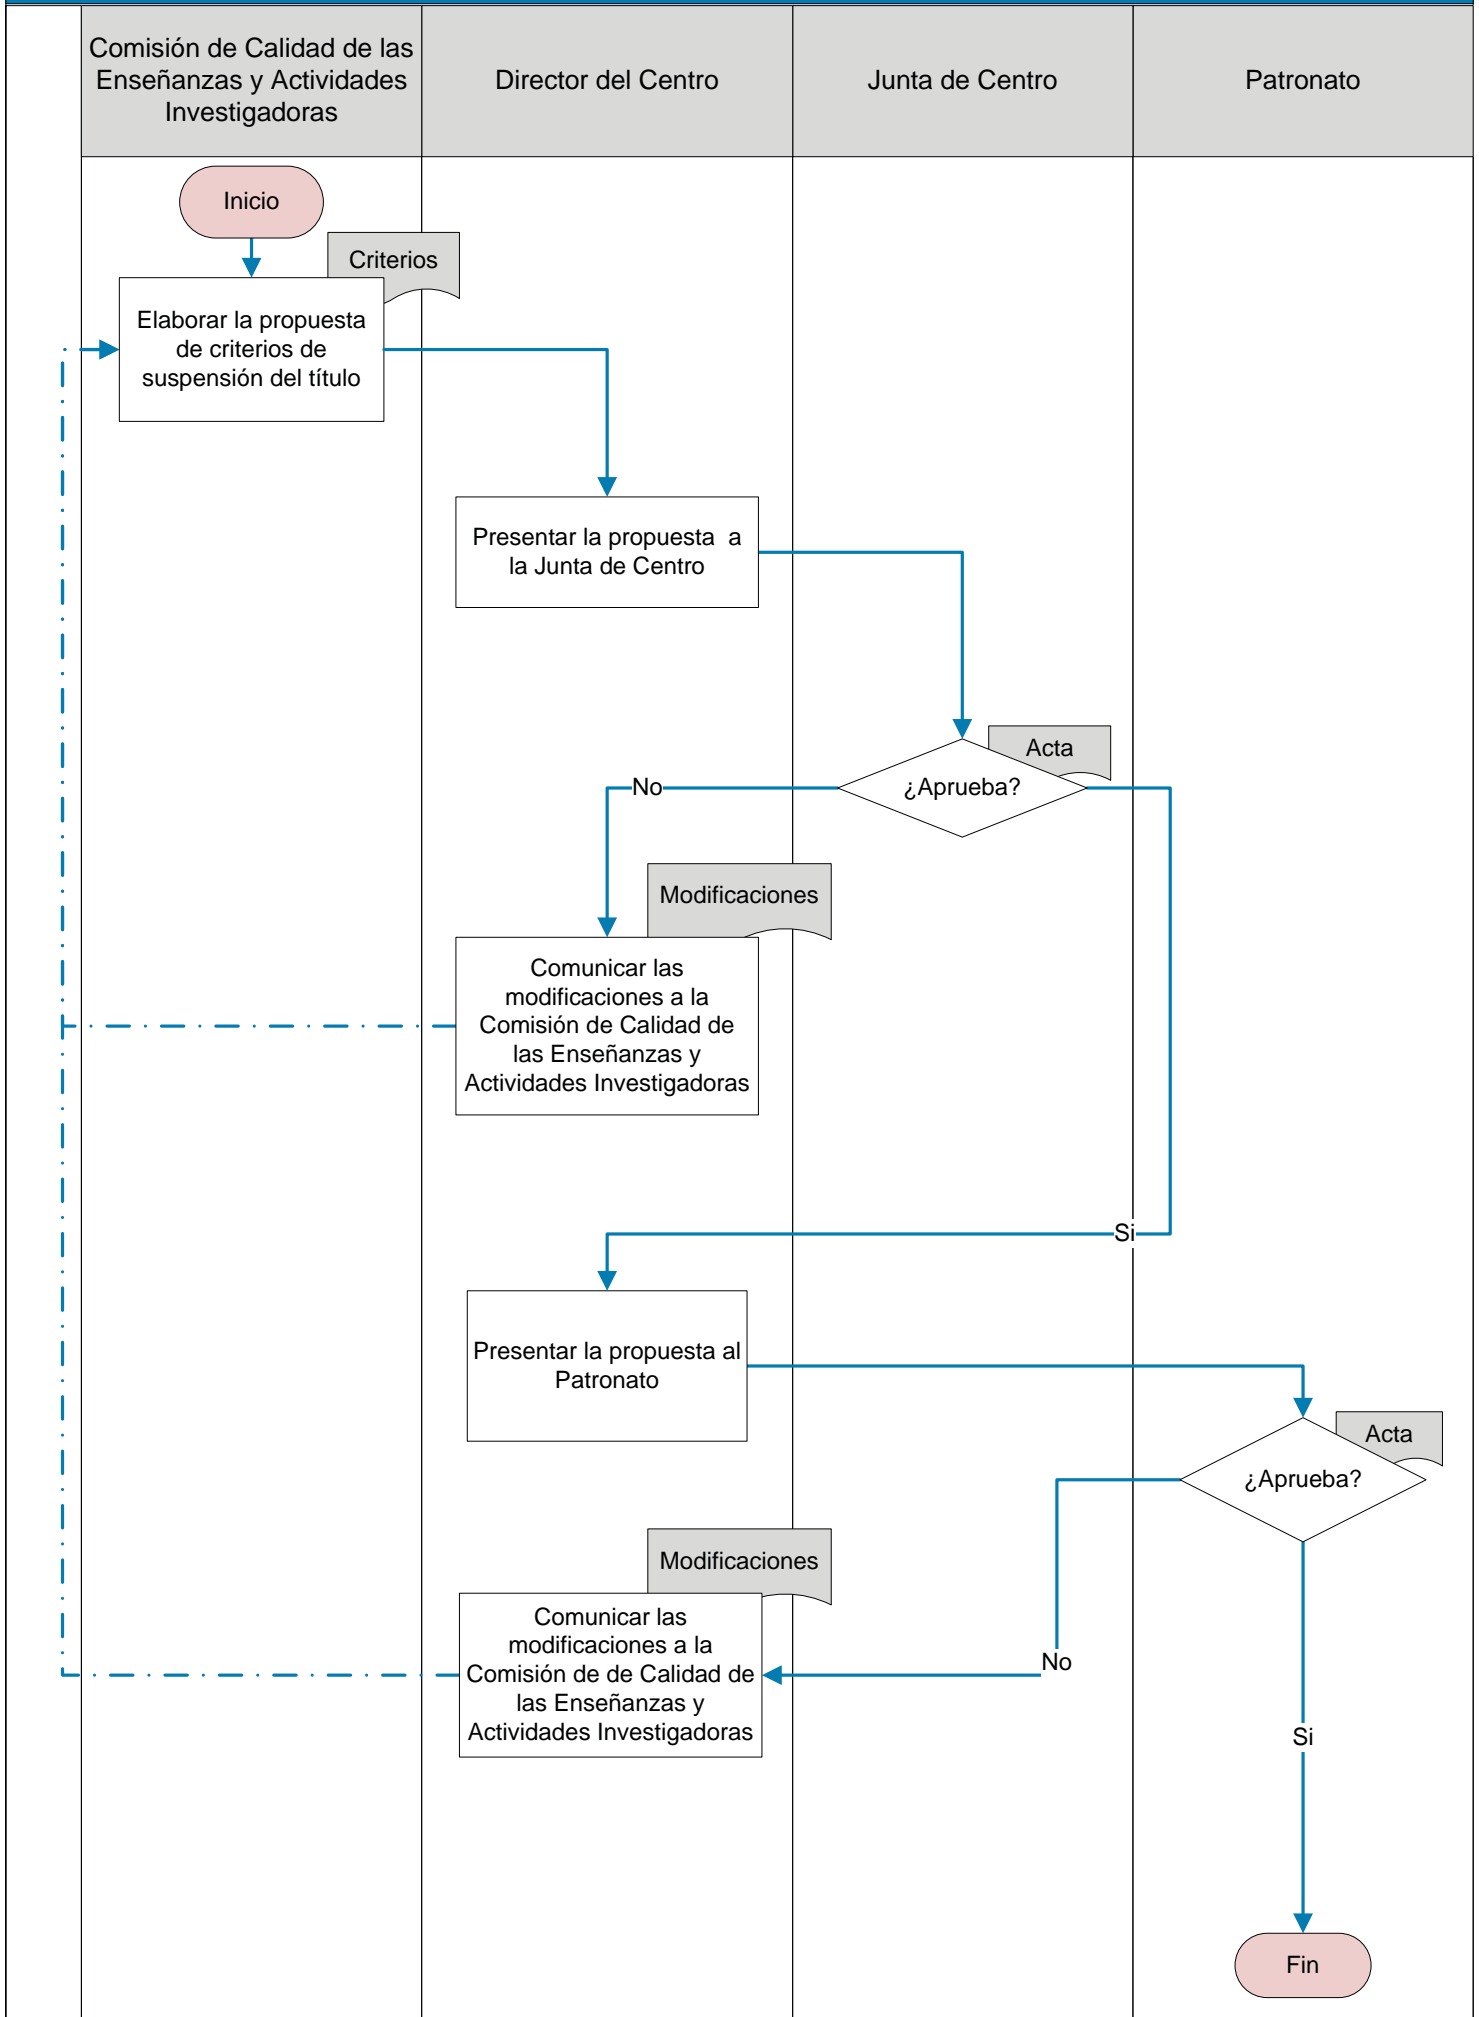 Comisión de Calidad de las
Enseñanzas y Actividades
Investigadoras
Director del Centro
Junta de Centro
Patronato
Inicio
Criterios
Elaborar la propuesta
de criterios de
suspensión del título
Presentar la propuesta a
la Junta de Centro
Acta
¿Aprueba?
No
Modificaciones
Comunicar las
modificaciones a la
Comisión de Calidad de
las Enseñanzas y
Actividades Investigadoras
Si
Presentar la propuesta al
Patronato
Acta
¿Aprueba?
Modificaciones
Comunicar las
modificaciones a la
Comisión de de Calidad de
las Enseñanzas y
Actividades Investigadoras
No
Si
Fin